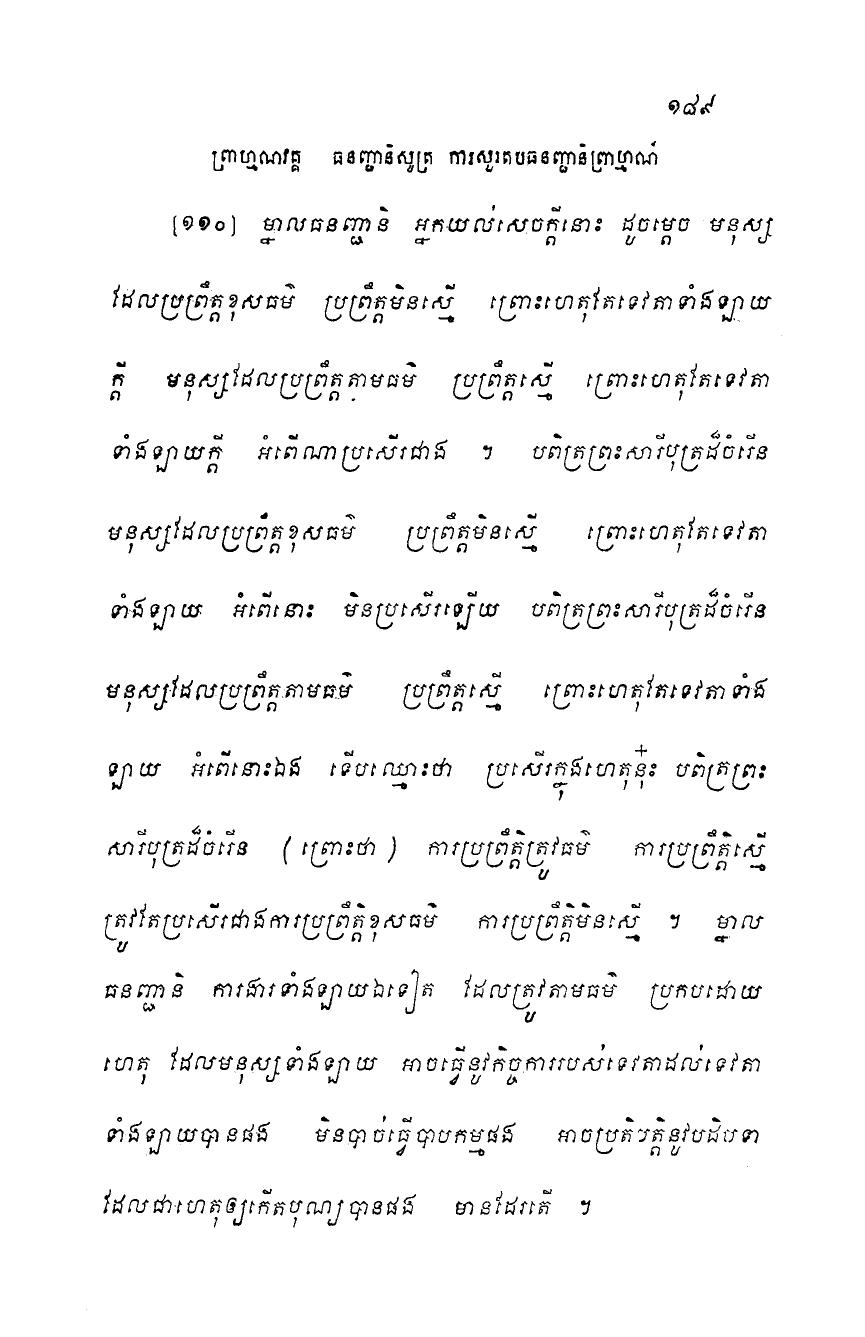 ១៨៩
ព្រាហ្មណវគ្គ ធនញ្ជានិសូត្រ ការសួរតបធនញ្ជានិព្រាហ្មណ៍
[១១០] ម្នាលធនញ្ជានិ អ្នកយល់សេចក្តីនោះ ដូចម្តេច មនុស្ស
ដែលប្រព្រឹត្តខុសធម៌ ប្រព្រឹត្តមិនស្មើ ព្រោះហេតុតែទេវតាទាំងឡាយ
ក្តី មនុស្សដែលប្រព្រឹត្តតាមធម៌ ប្រព្រឹត្តស្មើ ព្រោះហេតុតែទេវតា
ទាំងឡាយក្តី អំពើណាប្រសើរជាង ។ បពិត្រព្រះសារីបុត្រដ៏ចំរើន
មនុស្សដែលប្រព្រឹត្តខុសធម៌ ប្រព្រឹត្តមិនស្មើ ព្រោះហេតុតែទេវតា
ទាំងឡាយ អំពើនោះ មិនប្រសើរឡើយ បពិត្រព្រះសារីបុត្រដ៏ចំរើន
មនុស្សដែលប្រព្រឹត្តតាមធម៌ ប្រព្រឹត្តស្មើ ព្រោះហេតុតែទេវតាទាំង
ឡាយ អំពើនោះឯង ទើបឈ្មោះថា ប្រសើរក្នុងហេតុនុ៎ះ បពិត្រព្រះ
សារីបុត្រដ៏ចំរើន (ព្រោះថា) ការប្រព្រឹត្តិត្រូវធម៌ ការប្រព្រឹត្តិស្មើ
ត្រូវតែប្រសើរជាងការប្រព្រឹត្តិខុសធម៌ ការប្រព្រឹត្តិមិនស្មើ ។ ម្នាល
ធនញ្ជានិ ការងារទាំងឡាយឯទៀត ដែលត្រូវតាមធម៌ ប្រកបដោយ
ហេតុ ដែលមនុស្សទាំងឡាយ អាចធ្វើនូវកិច្ចការរបស់ទេវតាដល់ទេវតា
ទាំងឡាយបានផង មិនបាច់ធ្វើបាបកម្មផង អាចប្រតិបត្តិនូវបដិបទា
ដែលជាហេតុឲ្យកើតបុណ្យបានផង មានដែរតើ ។